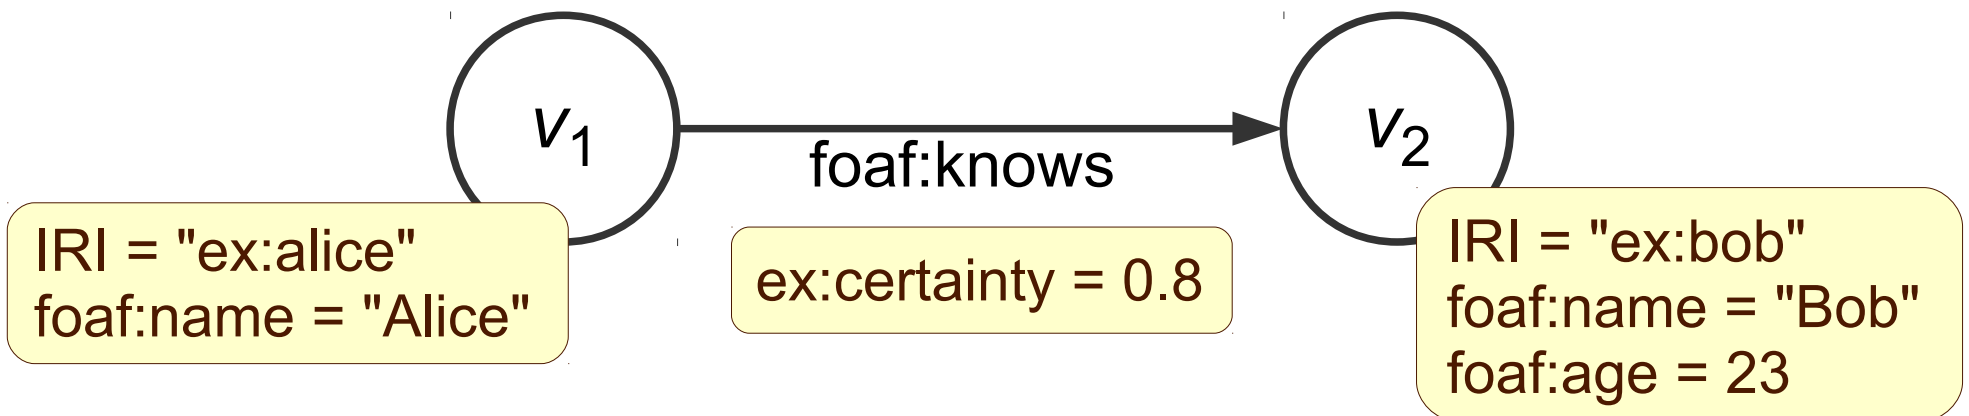 v1
v2
foaf:knows
IRI = "ex:alice"
foaf:name = "Alice"
ex:certainty = 0.8
IRI = "ex:bob"
foaf:name = "Bob"
foaf:age = 23